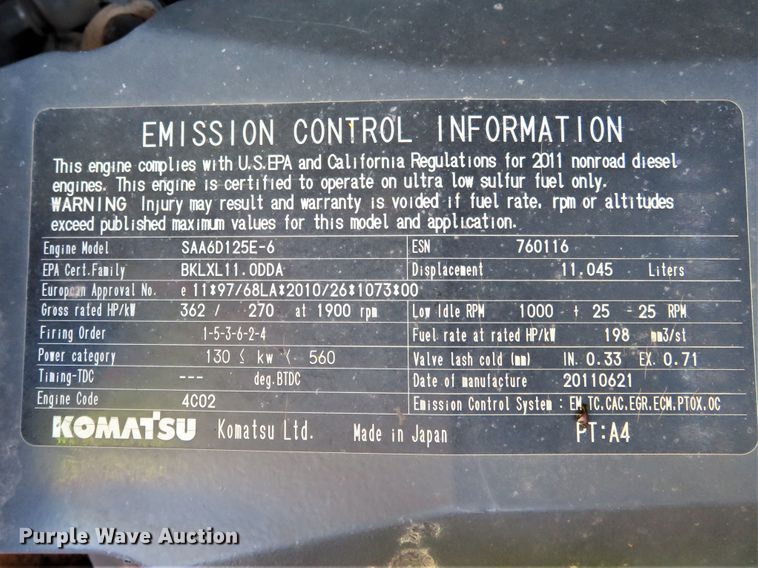 EMISSION CONTROL INFORMATION
This engine complies with U.S.EPA and California Regulations for 2011 nonroad diesel
engines. This engine is certified to operate on ultra low sulfur fuel only.
WARNING Injury may result and warranty is voided if fuel rate, rpm or altitudes
exceed published maximum values for this model and application.
Engine Model SAA6D125E-6 ESN 760116
EPA Cert.Family BKLXL11.0DDA Displacement 11.045 Liters
European Approval No. e 11*97/68LA*2010/26*1073*00
Gross rated HP/kW 362 / 270 at 1900 rpm Low Idle RPM 1000 + 25 - 25 RPM
Firing Order 1-5-3-6-2-4 Fuel rate at rated HP/kW 198 mm3/st
Power category 130 ≤ kw < 560 Valve lash cold (mm) IN. 0.33 EX. 0.71
Timing-TDC --- deg.BTDC Date of manufacture 20110621
Engine Code 4C02 Emission Control System : EM,TC,CAC,EGR,ECM,PTOX,OC
KOMATSU Komatsu Ltd. Made in Japan PT:A4
Purple Wave Auction